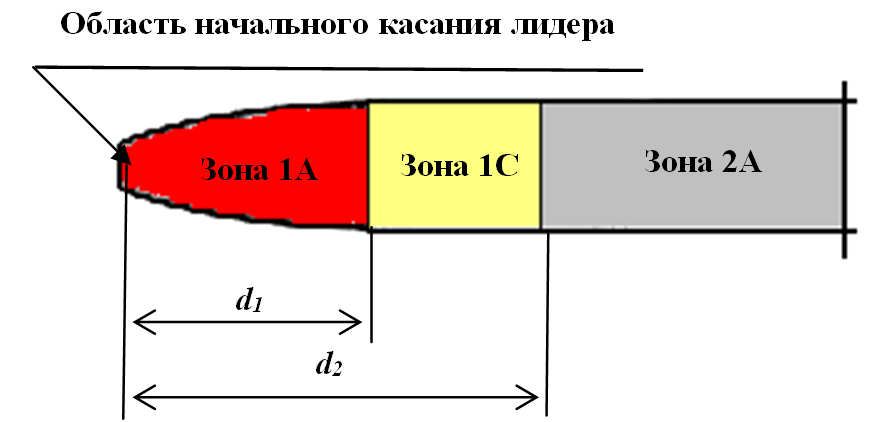 Область начального касания лидера
Зона 1А
Зона 1С
Зона 2А
d1
d2